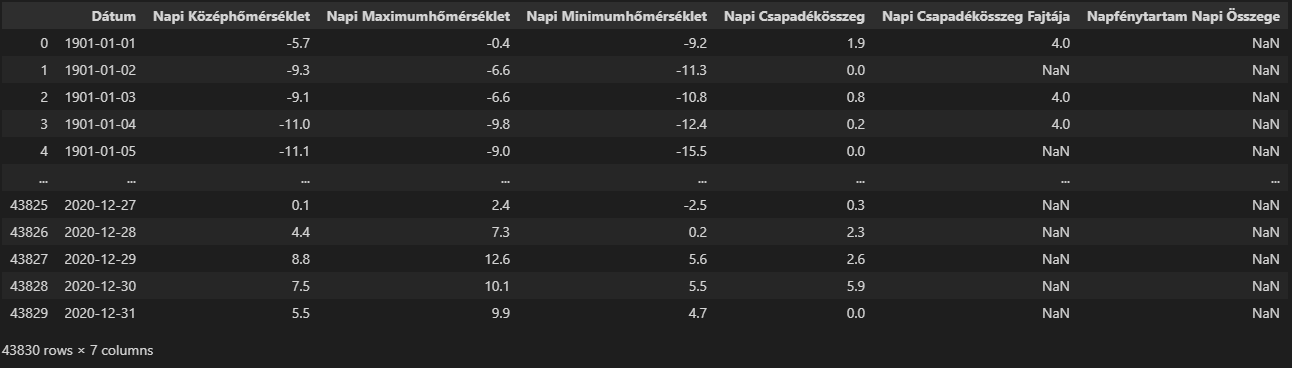 Dátum Napi Középhőmérséklet Napi Maximumhőmérséklet Napi Minimumhőmérséklet Napi Csapadékösszeg Napi Csapadékösszeg Fajtája Napfénytartam Napi Összege
0 1901-01-01 -5.7 -0.4 -9.2 1.9 4.0 NaN
1 1901-01-02 -9.3 -6.6 -11.3 0.0 NaN NaN
2 1901-01-03 -9.1 -6.6 -10.8 0.8 4.0 NaN
3 1901-01-04 -11.0 -9.8 -12.4 0.2 4.0 NaN
4 1901-01-05 -11.1 -9.0 -15.5 0.0 NaN NaN
... ... ... ... ... ... ... ...
43825 2020-12-27 0.1 2.4 -2.5 0.3 NaN NaN
43826 2020-12-28 4.4 7.3 0.2 2.3 NaN NaN
43827 2020-12-29 8.8 12.6 5.6 2.6 NaN NaN
43828 2020-12-30 7.5 10.1 5.5 5.9 NaN NaN
43829 2020-12-31 5.5 9.9 4.7 0.0 NaN NaN
43830 rows × 7 columns